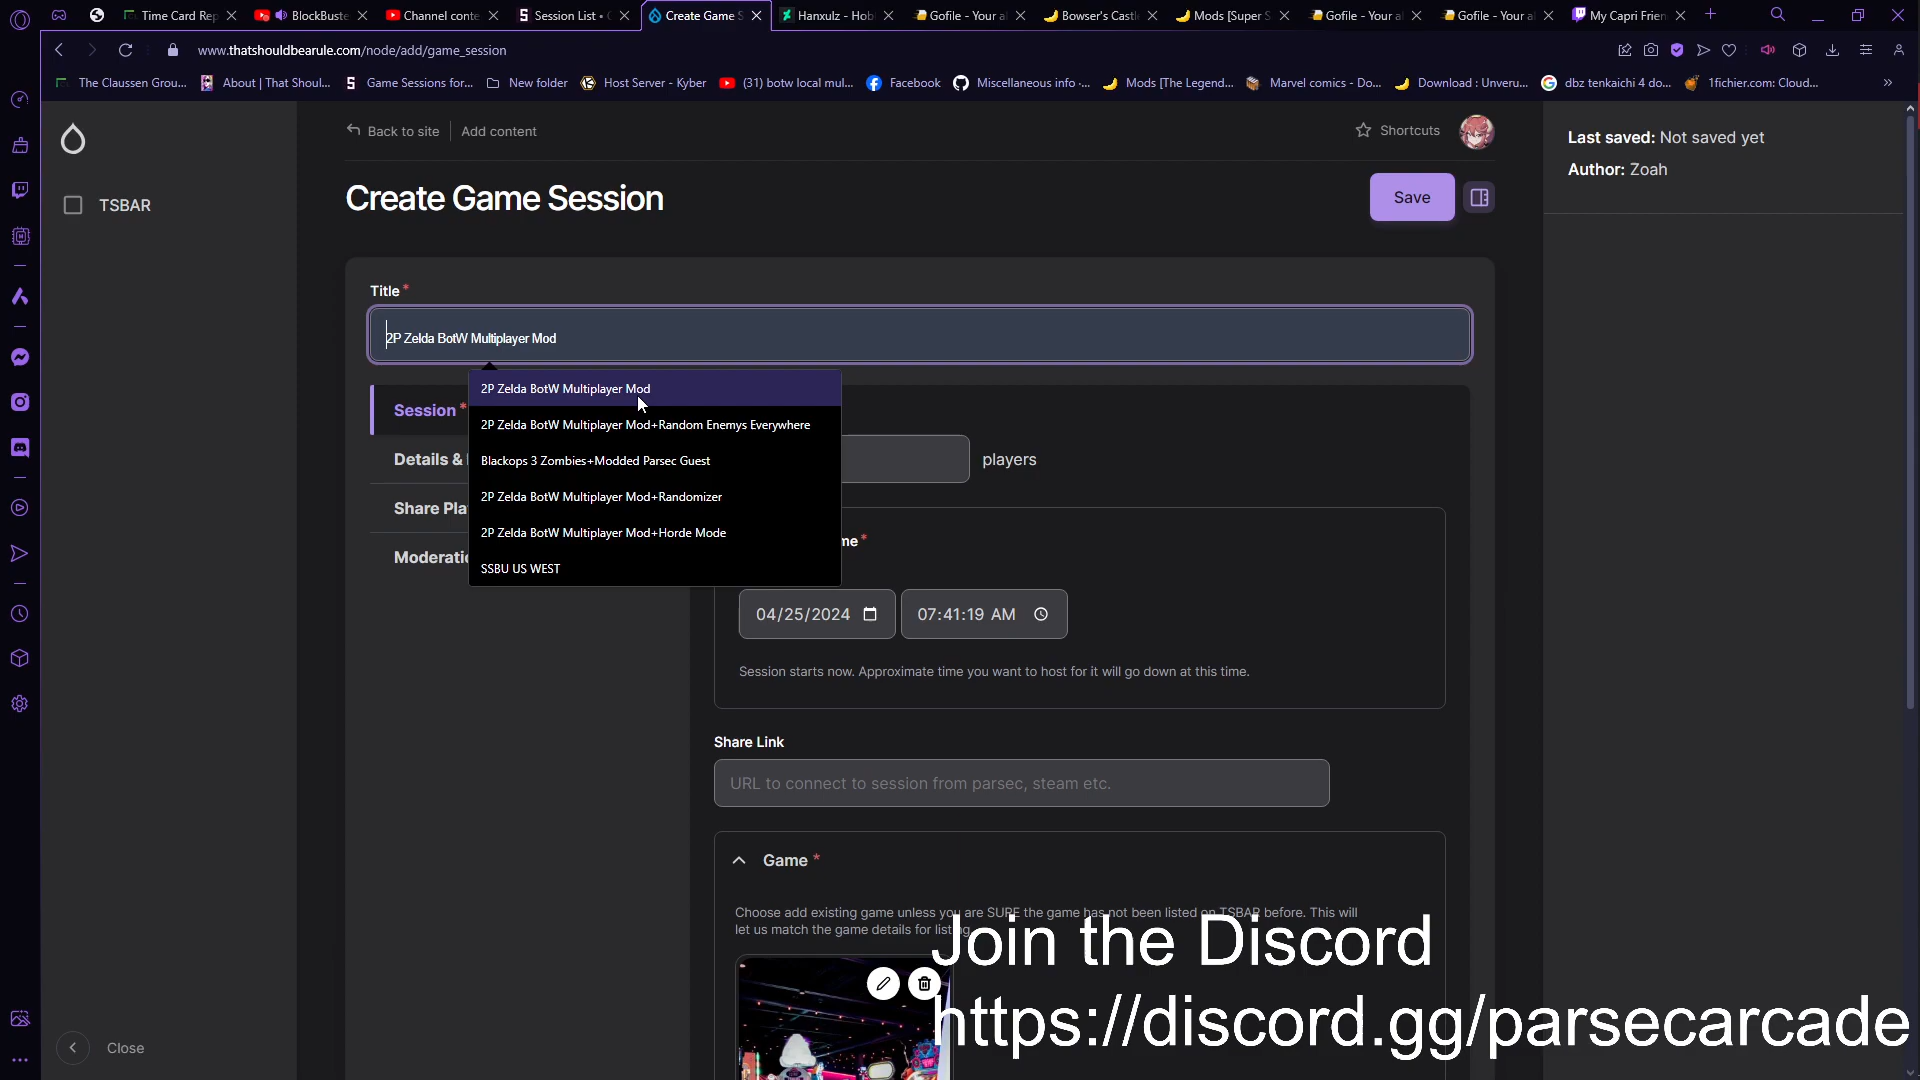 Time Card Rep
BlockBuste
Channel conte
Session List •
Create Game S
Hanxulz - Hob
Gofile - Your a
Bowser's Castl
Mods [Super S
Gofile - Your a
Gofile - Your a
My Capri Frien
www.thatshouldbearule.com/node/add/game_session
The Claussen Grou...
About | That Shoul...
Game Sessions for...
New folder
Host Server - Kyber
(31) botw local mul...
Facebook
Miscellaneous info ·...
Mods [The Legend...
Marvel comics - Do...
Download : Unveru...
dbz tenkaichi 4 do...
1fichier.com: Cloud...
Back to site
Add content
Shortcuts
Last saved: Not saved yet
Author: Zoah
TSBAR
Create Game Session
Save
Title *
2P Zelda BotW Multiplayer Mod
2P Zelda BotW Multiplayer Mod
2P Zelda BotW Multiplayer Mod+Random Enemys Everywhere
Blackops 3 Zombies+Modded Parsec Guest
2P Zelda BotW Multiplayer Mod+Randomizer
2P Zelda BotW Multiplayer Mod+Horde Mode
SSBU US WEST
Session *
Details &
Share Pla
Moderatio
players
me *
04/25/2024
07:41:19 AM
Session starts now. Approximate time you want to host for it will go down at this time.
Share Link
URL to connect to session from parsec, steam etc.
Game *
Choose add existing game unless you are SURE the game has not been listed on TSBAR before. This will
let us match the game details for listing.
Join the Discord
https://discord.gg/parsecarcade
Close